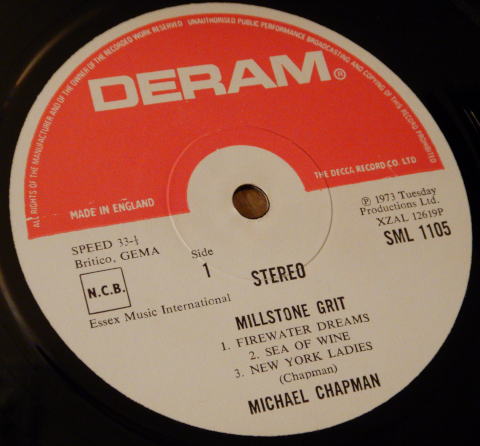 ALL RIGHTS OF THE MANUFACTURER AND OF THE OWNER OF THE RECORDED WORK RESERVED UNAUTHORISED PUBLIC PERFORMANCE BROADCASTING AND COPYING OF THIS RECORD PROHIBITED
DERAM®
THE DECCA RECORD CO. LTD
MADE IN ENGLAND
℗ 1973 Tuesday
Productions Ltd.
XZAL 12619P
SML 1105
SPEED 33-⅓
Britico, GEMA
N.C.B.
Essex Music International
Side
1
STEREO
MILLSTONE GRIT
1. FIREWATER DREAMS
2. SEA OF WINE
3. NEW YORK LADIES
(Chapman)
MICHAEL CHAPMAN